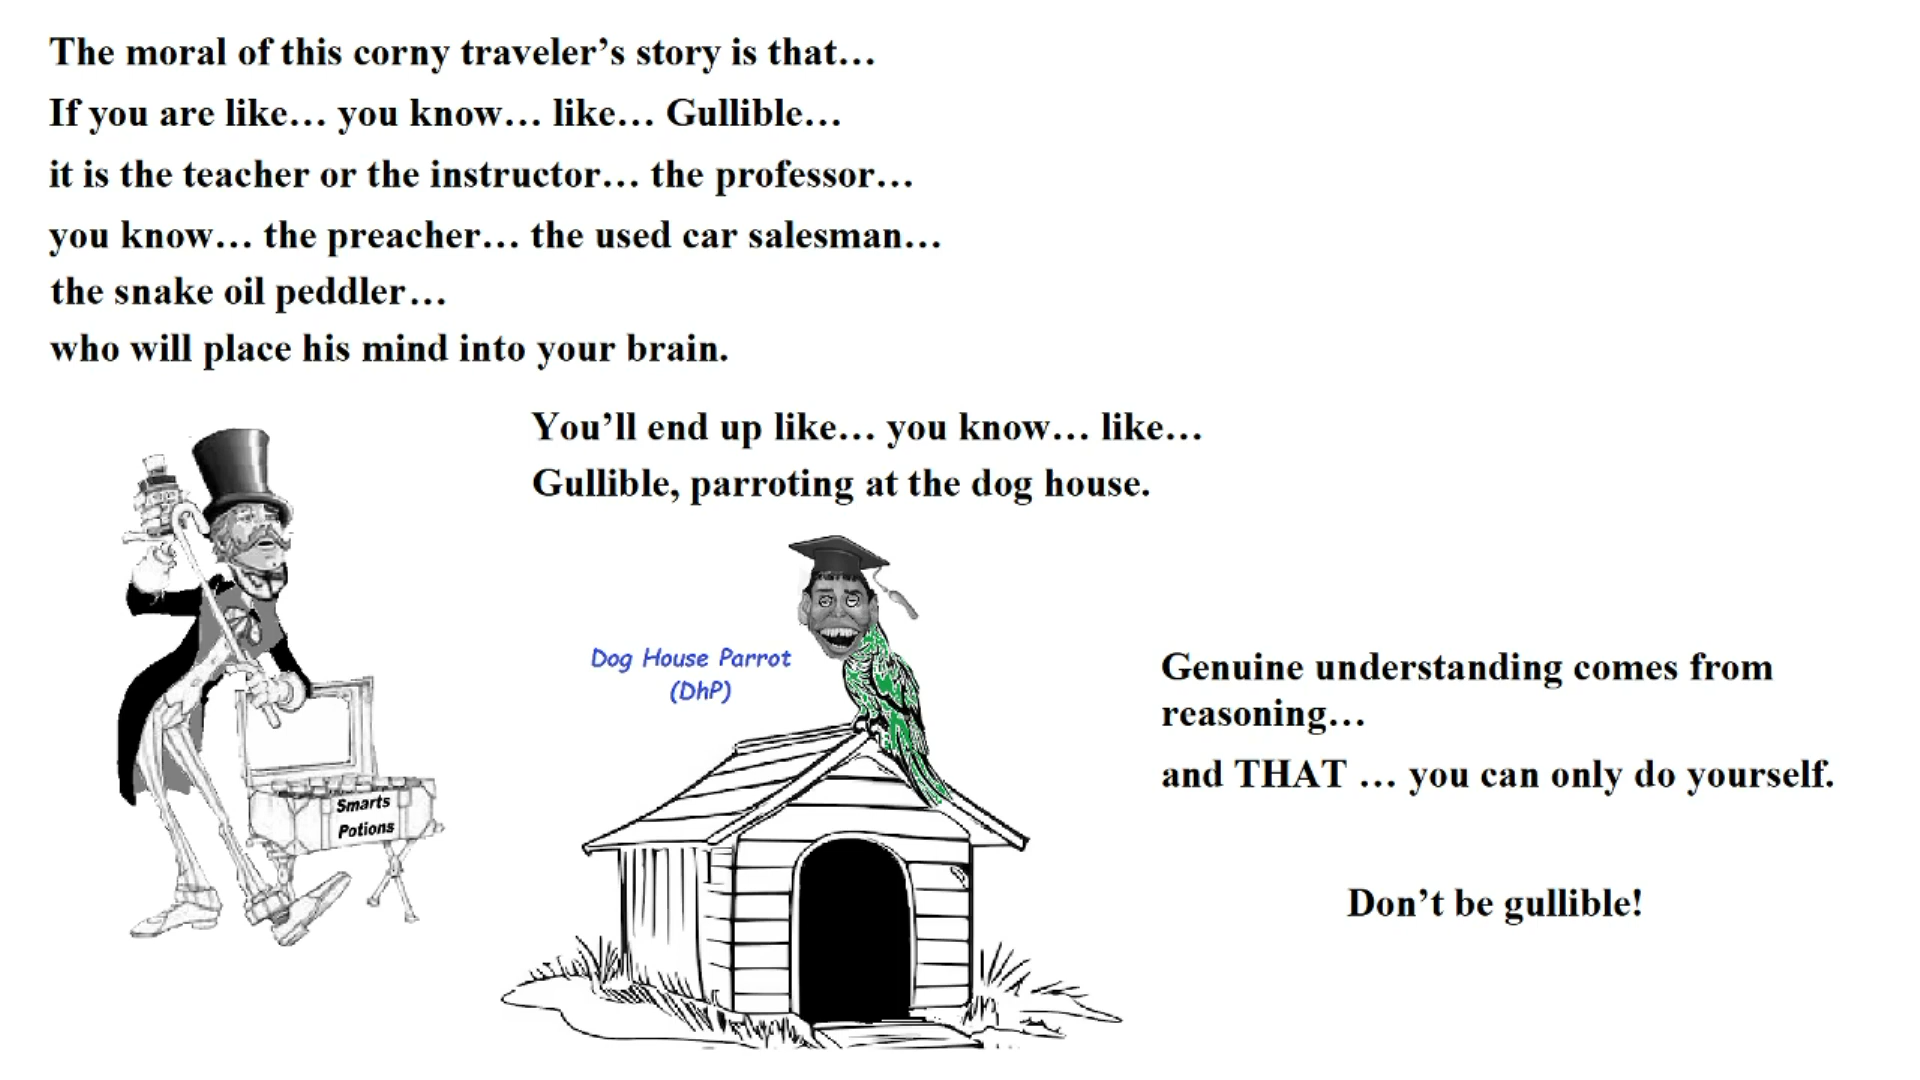 The moral of this corny traveler’s story is that…
If you are like… you know… like… Gullible…
it is the teacher or the instructor… the professor…
you know… the preacher… the used car salesman…
the snake oil peddler…
who will place his mind into your brain.
You’ll end up like… you know… like…
Gullible, parroting at the dog house.
Dog House Parrot
(DhP)
Smarts
Potions
Genuine understanding comes from
reasoning…
and THAT … you can only do yourself.
Don’t be gullible!